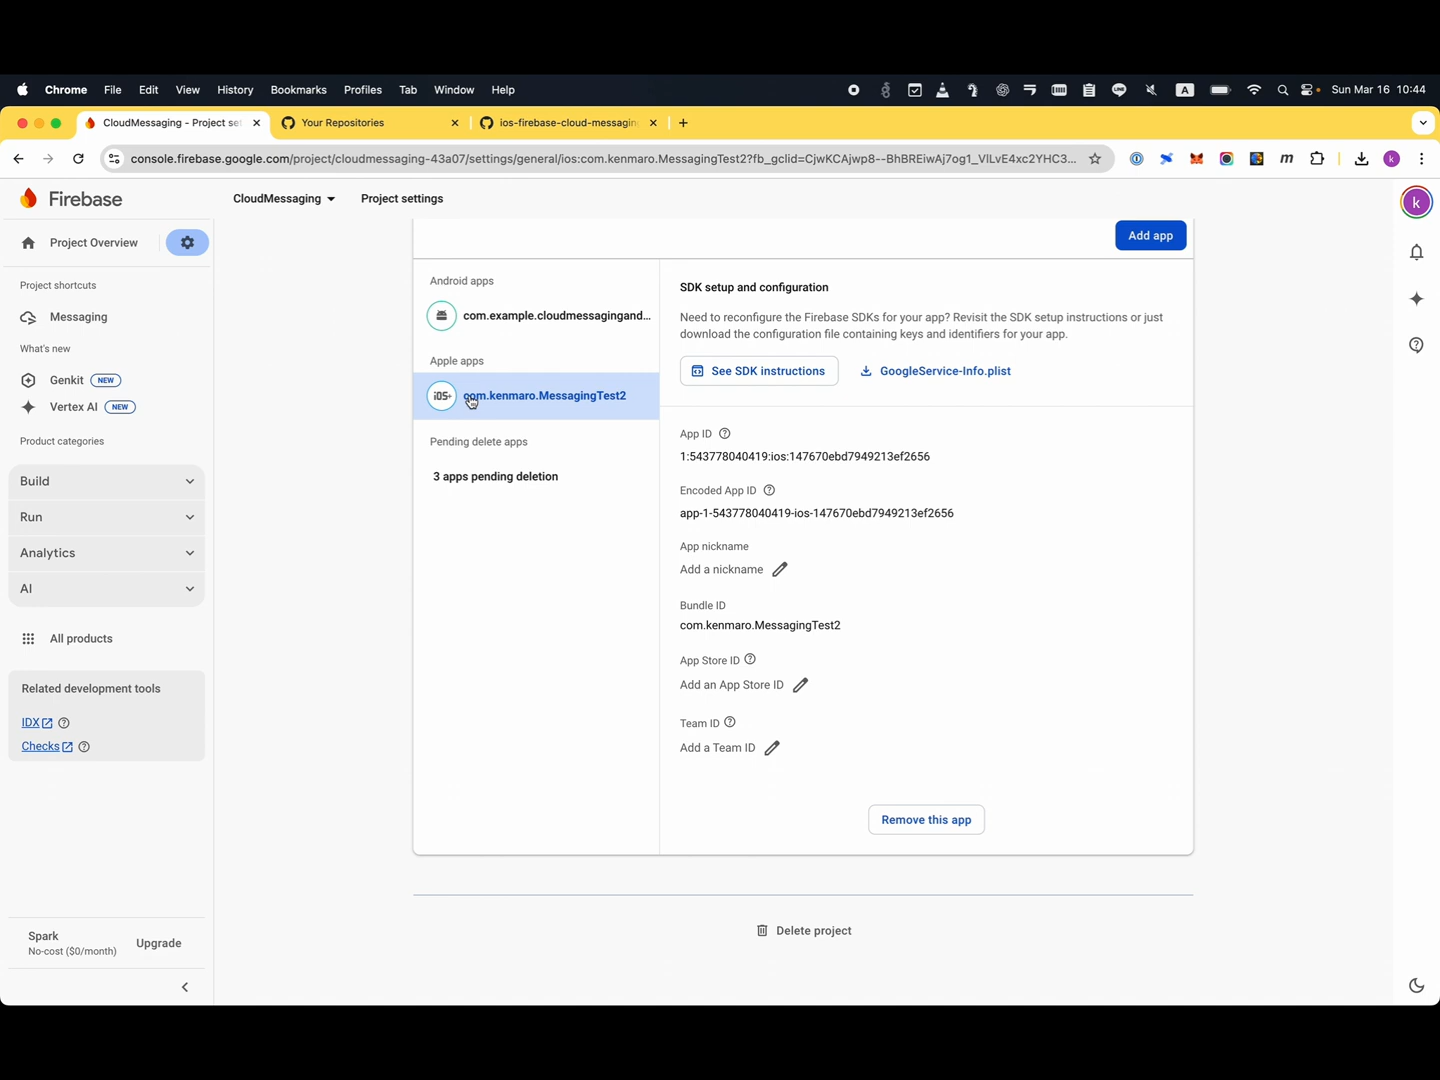 Chrome File Edit View History Bookmarks Profiles Tab Window Help A Sun Mar 16 10:44
CloudMessaging - Project set Your Repositories ios-firebase-cloud-messaging
console.firebase.google.com/project/cloudmessaging-43a07/settings/general/ios:com.kenmaro.MessagingTest2?fb_gclid=CjwKCAjwp8--BhBREiwAj7og1_VILvE4xc2YHC3... m k
Firebase
CloudMessaging Project settings
k
Project Overview
Add app
Project shortcuts
Messaging
What's new
Genkit NEW
Vertex AI NEW
Product categories
Build
Run
Analytics
AI
All products
Related development tools
IDX
Checks
Spark
No-cost ($0/month)
Upgrade
Android apps
com.example.cloudmessagingand...
Apple apps
iOS+ com.kenmaro.MessagingTest2
Pending delete apps
3 apps pending deletion
SDK setup and configuration
Need to reconfigure the Firebase SDKs for your app? Revisit the SDK setup instructions or just
download the configuration file containing keys and identifiers for your app.
See SDK instructions GoogleService-Info.plist
App ID
1:543778040419:ios:147670ebd7949213ef2656
Encoded App ID
app-1-543778040419-ios-147670ebd7949213ef2656
App nickname
Add a nickname
Bundle ID
com.kenmaro.MessagingTest2
App Store ID
Add an App Store ID
Team ID
Add a Team ID
Remove this app
Delete project